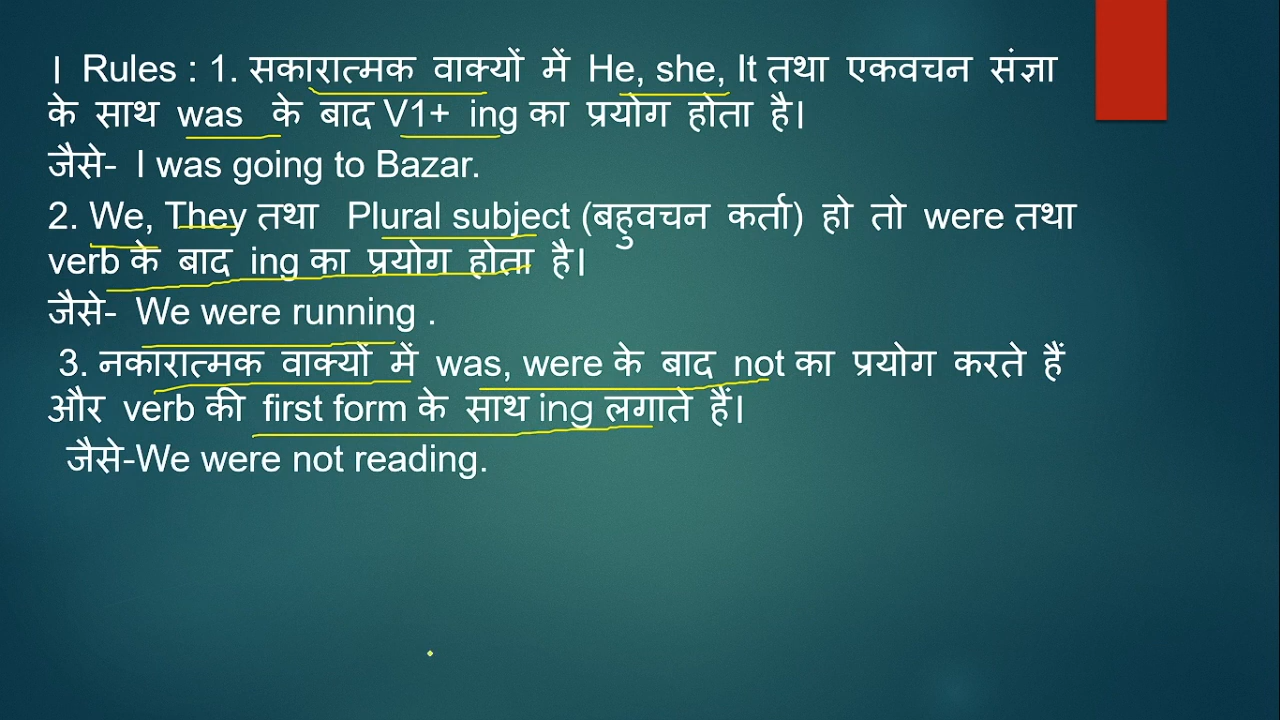 । Rules : 1. सकारात्मक वाक्यों में He, she, It तथा एकवचन संज्ञा
के साथ was के बाद V1+ ing का प्रयोग होता है।
जैसे- I was going to Bazar.
2. We, They तथा Plural subject (बहुवचन कर्ता) हो तो were तथा
verb के बाद ing का प्रयोग होता है।
जैसे- We were running .
3. नकारात्मक वाक्यों में was, were के बाद not का प्रयोग करते हैं
और verb की first form के साथ ing लगाते हैं।
जैसे-We were not reading.